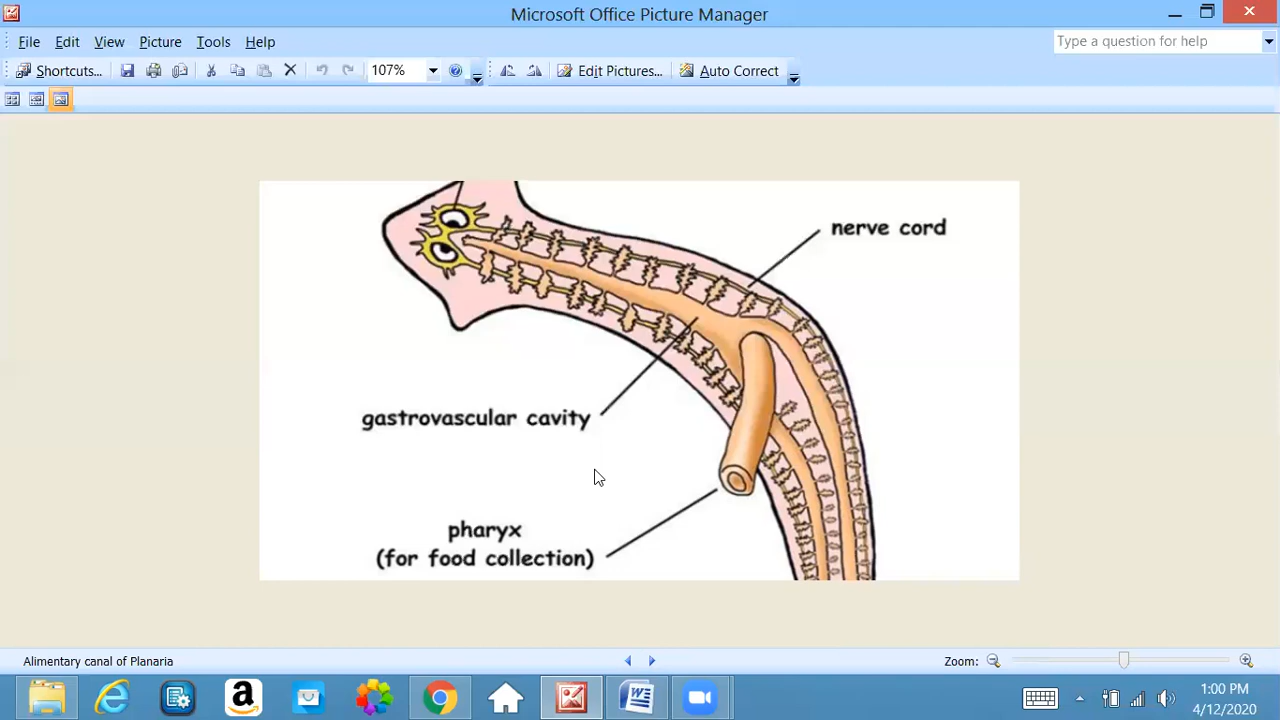 Microsoft Office Picture Manager
File Edit View Picture Tools Help
Type a question for help
Shortcuts... 107% Edit Pictures... Auto Correct
nerve cord
gastrovascular cavity
pharyx
(for food collection)
Alimentary canal of Planaria
Zoom:
1:00 PM
4/12/2020